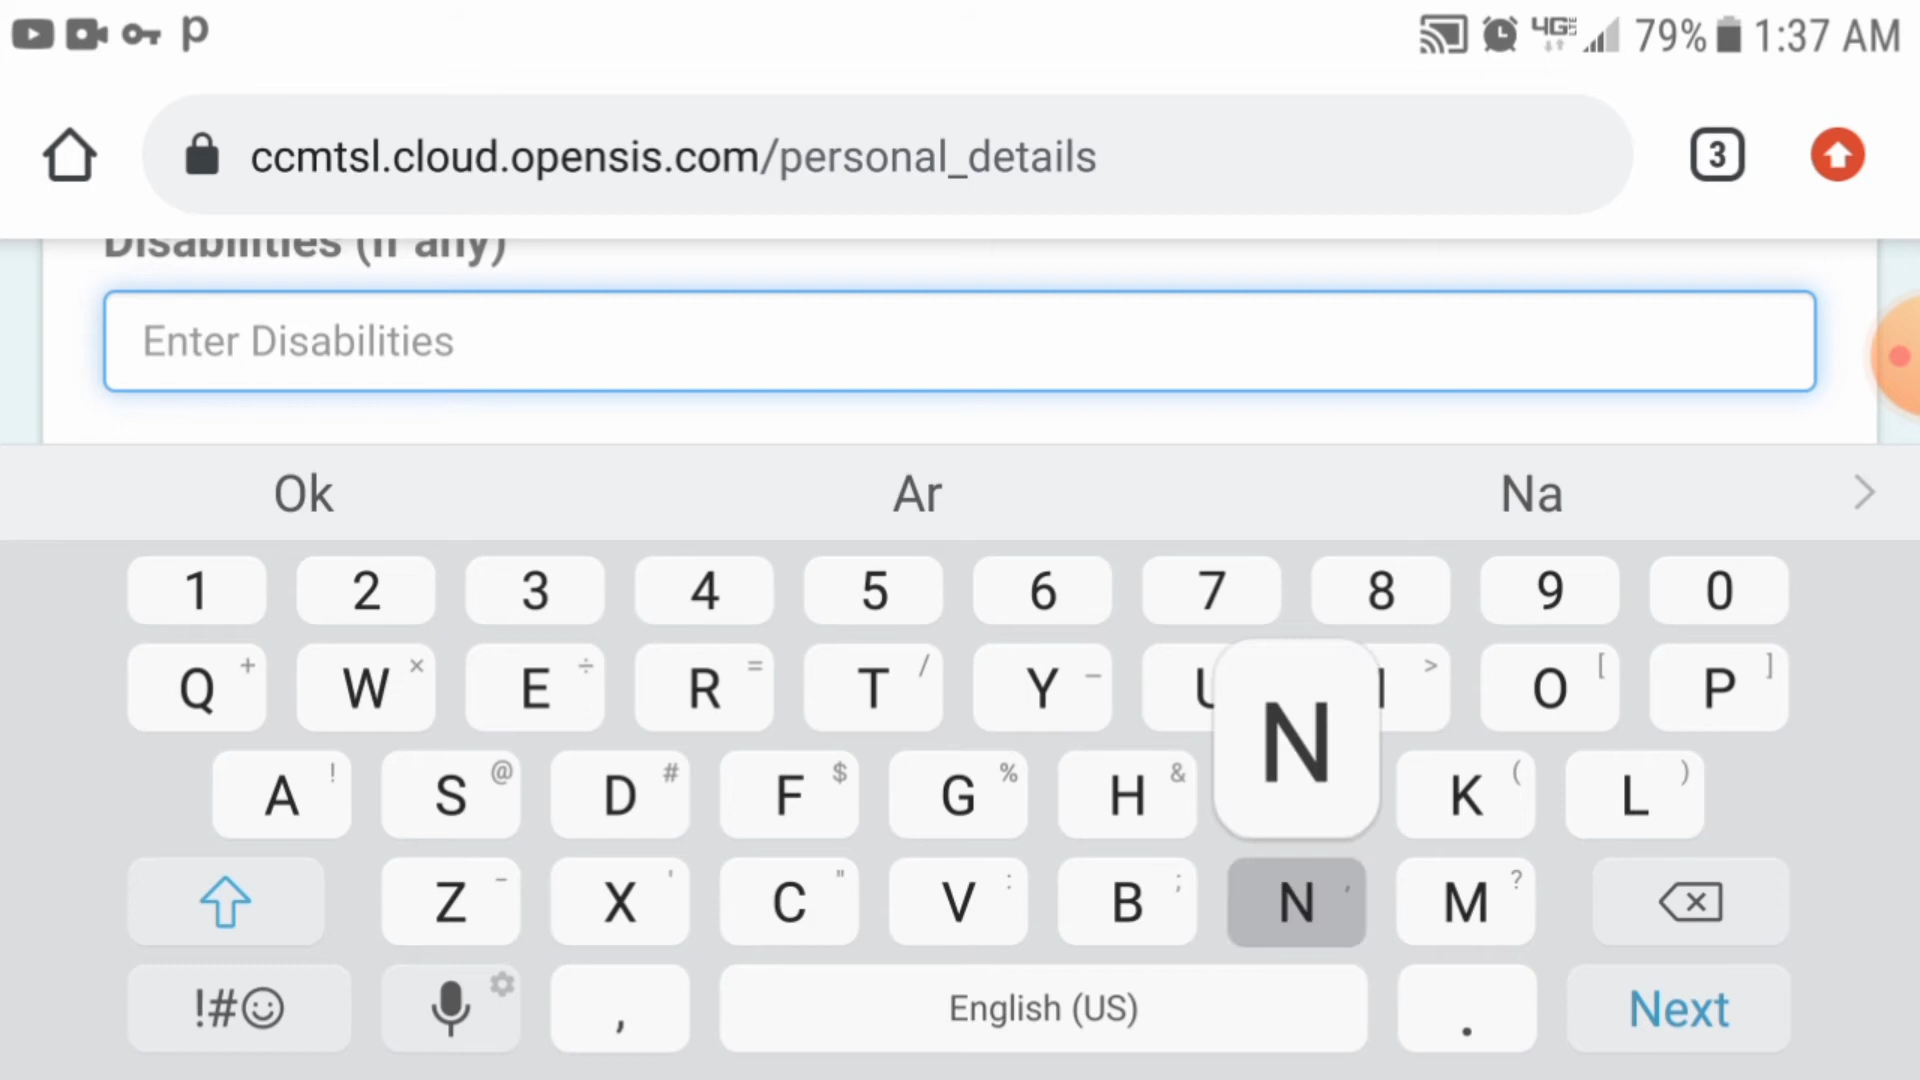 p 4GLTE 79% 1:37 AM
ccmtsl.cloud.opensis.com/personal_details 3
Disabilities (if any)
Enter Disabilities
Ok Ar Na >
1 2 3 4 5 6 7 8 9 0
Q + W × E ÷ R = T / Y _ U N I > O [ P ]
A ! S @ D # F $ G % H & K ( L )
Z - X ' C " V : B ; N , M ?
!#☺ , English (US) . Next